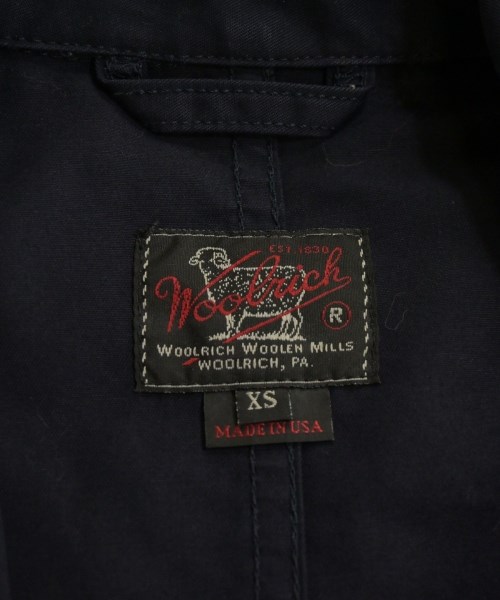 EST. 1830
Woolrich
R
WOOLRICH WOOLEN MILLS
WOOLRICH, PA.
XS
MADE IN USA